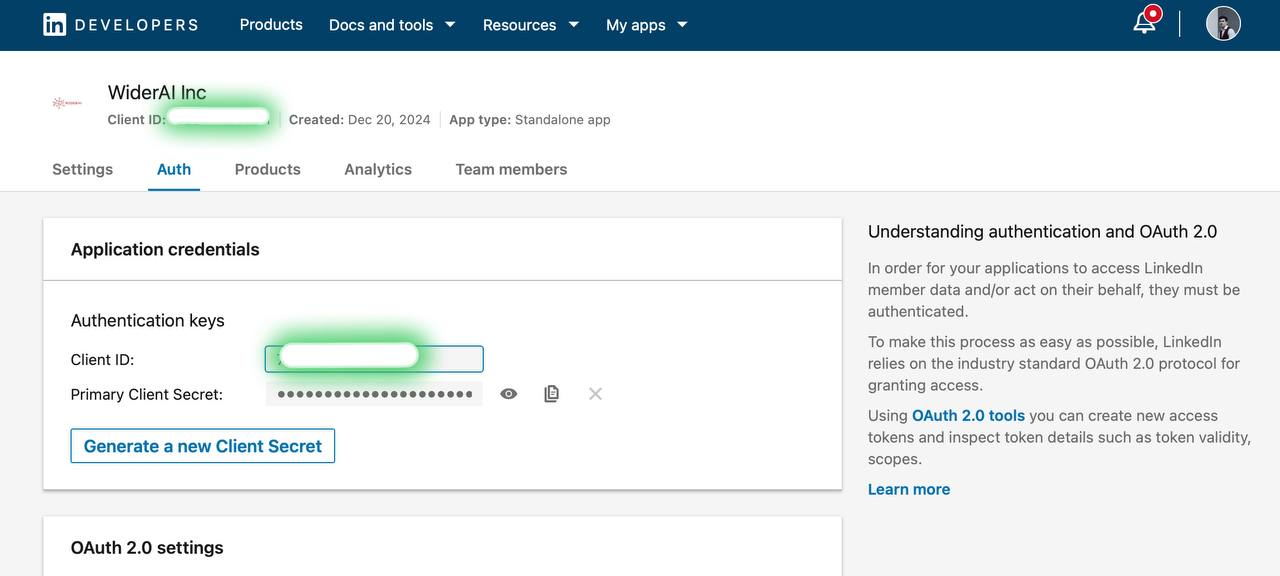 in DEVELOPERS Products Docs and tools Resources My apps
WiderAI Inc
Client ID: Created: Dec 20, 2024 App type: Standalone app
Settings Auth Products Analytics Team members
Application credentials
Authentication keys
Client ID:
Primary Client Secret: ••••••••••••••••••••
Generate a new Client Secret
OAuth 2.0 settings
Understanding authentication and OAuth 2.0
In order for your applications to access LinkedIn
member data and/or act on their behalf, they must be
authenticated.
To make this process as easy as possible, LinkedIn
relies on the industry standard OAuth 2.0 protocol for
granting access.
Using OAuth 2.0 tools you can create new access
tokens and inspect token details such as token validity,
scopes.
Learn more